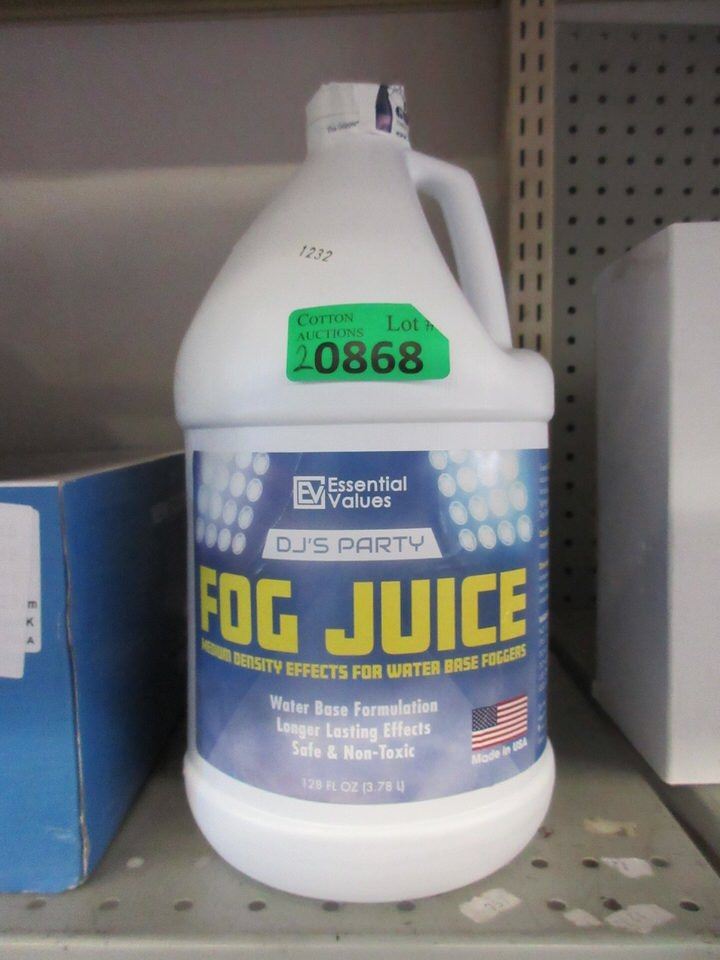 1232
COTTON
AUCTIONS
Lot #
20868
EV Essential
Values
DJ'S PARTY
FOG JUICE
MEDIUM DENSITY EFFECTS FOR WATER BASE FOGGERS
Water Base Formulation
Longer Lasting Effects
Safe & Non-Toxic
Made in USA
128 FL OZ (3.78 L)
m
K
A